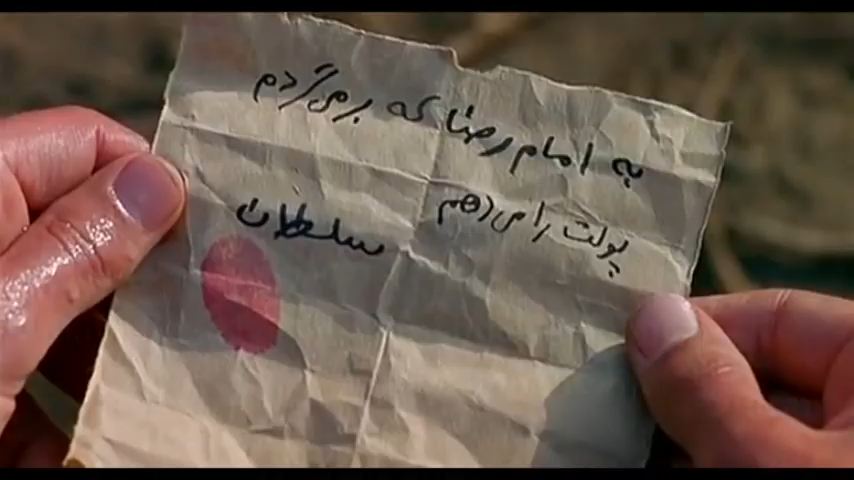 به امام رضا که برمی گردم
پولت را می دهم
سلطان